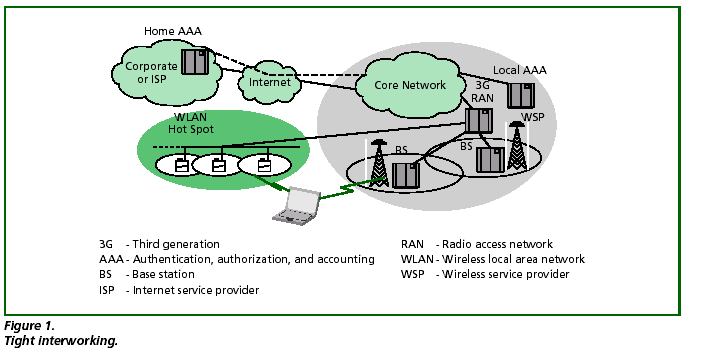 Home AAA
Corporate
or ISP
Internet
Core Network
Local AAA
3G
RAN
WSP
WLAN
Hot Spot
BS
BS
3G - Third generation
AAA - Authentication, authorization, and accounting
BS - Base station
ISP - Internet service provider
RAN - Radio access network
WLAN - Wireless local area network
WSP - Wireless service provider
Figure 1.
Tight interworking.